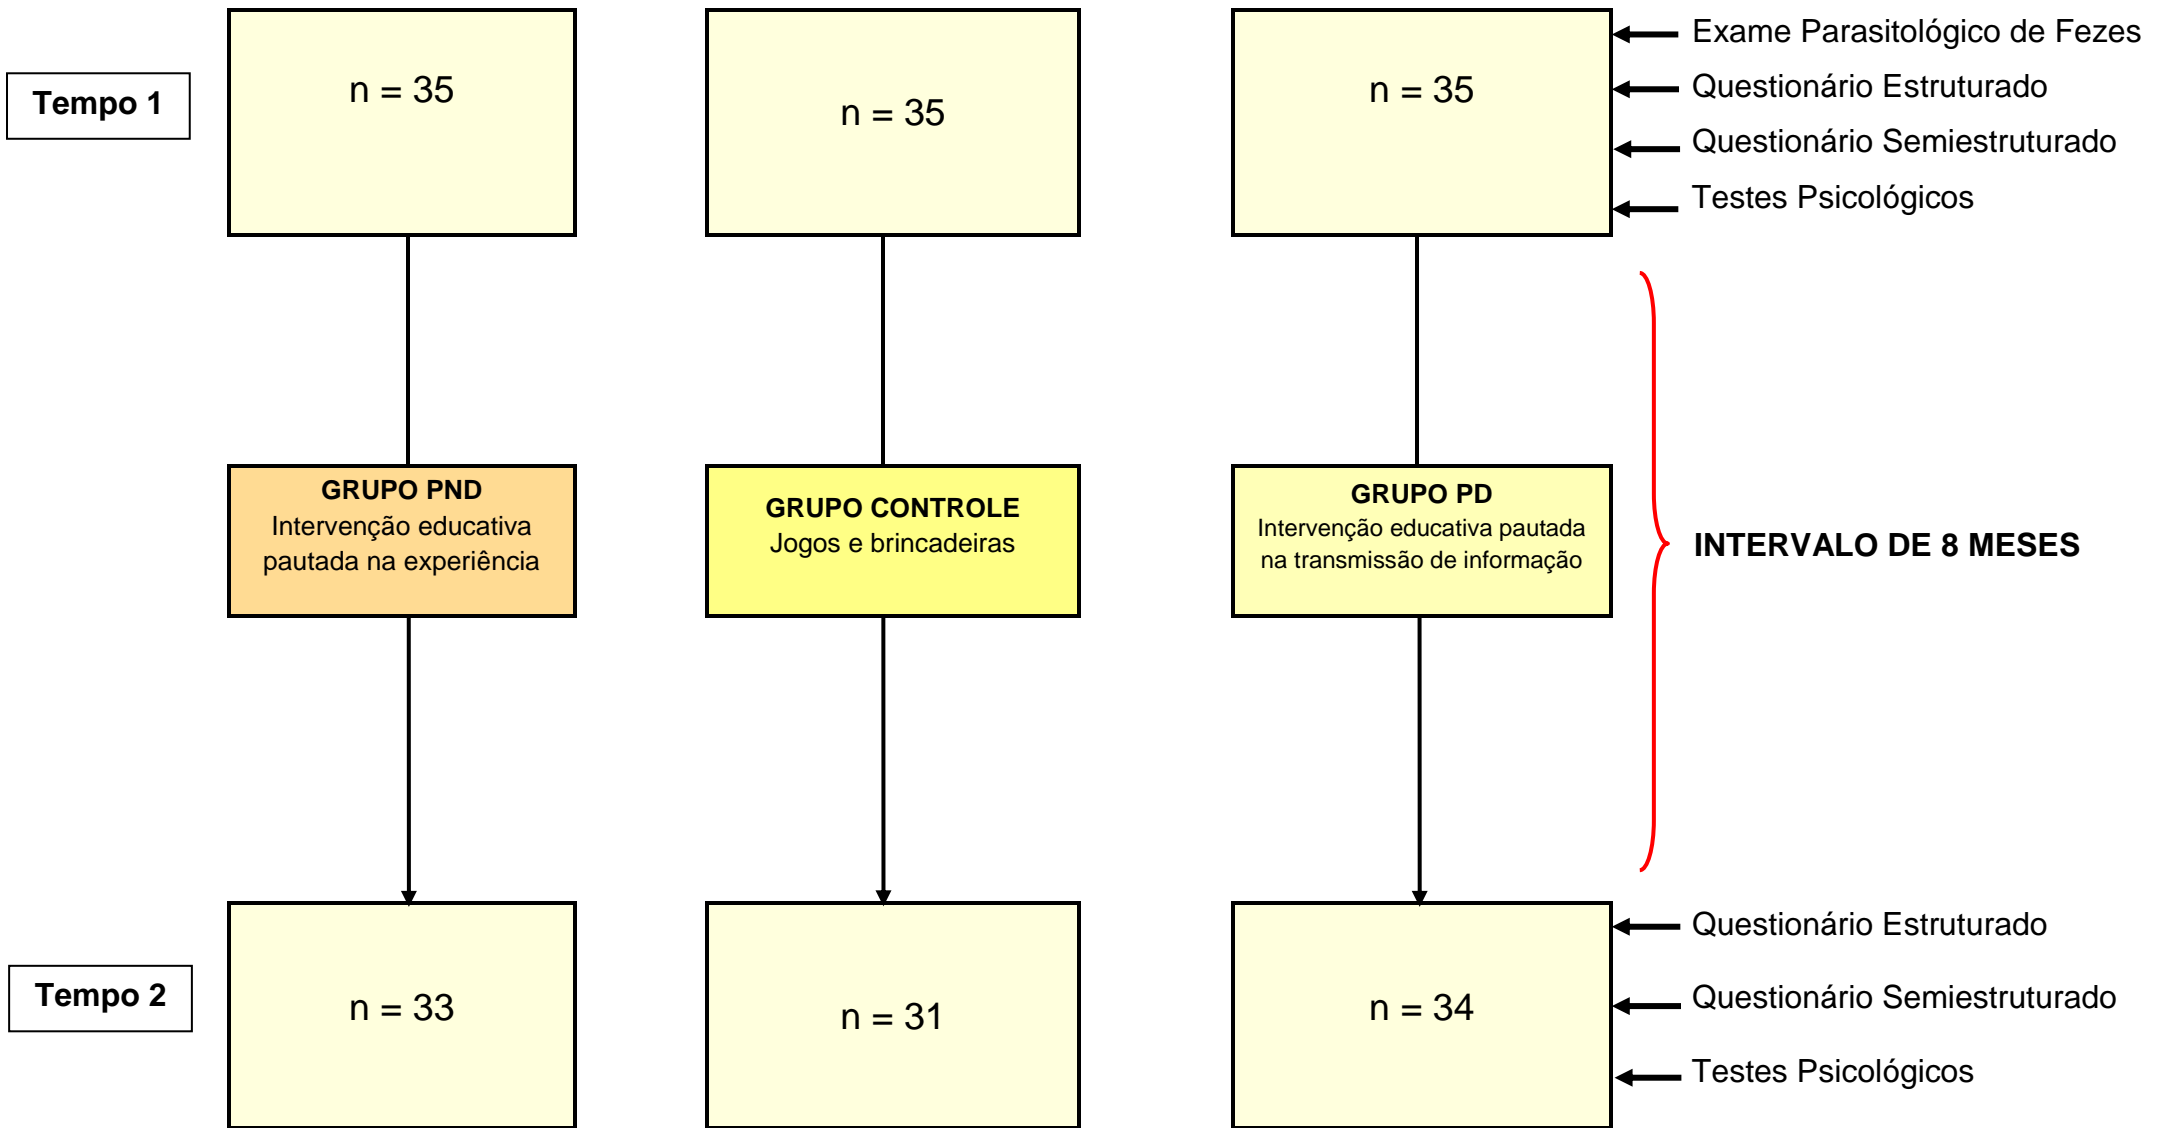 Tempo 1
n = 35
n = 35
n = 35
Exame Parasitológico de Fezes
Questionário Estruturado
Questionário Semiestruturado
Testes Psicológicos
GRUPO PND
Intervenção educativa
pautada na experiência
GRUPO CONTROLE
Jogos e brincadeiras
GRUPO PD
Intervenção educativa pautada
na transmissão de informação
INTERVALO DE 8 MESES
Tempo 2
n = 33
n = 31
n = 34
Questionário Estruturado
Questionário Semiestruturado
Testes Psicológicos